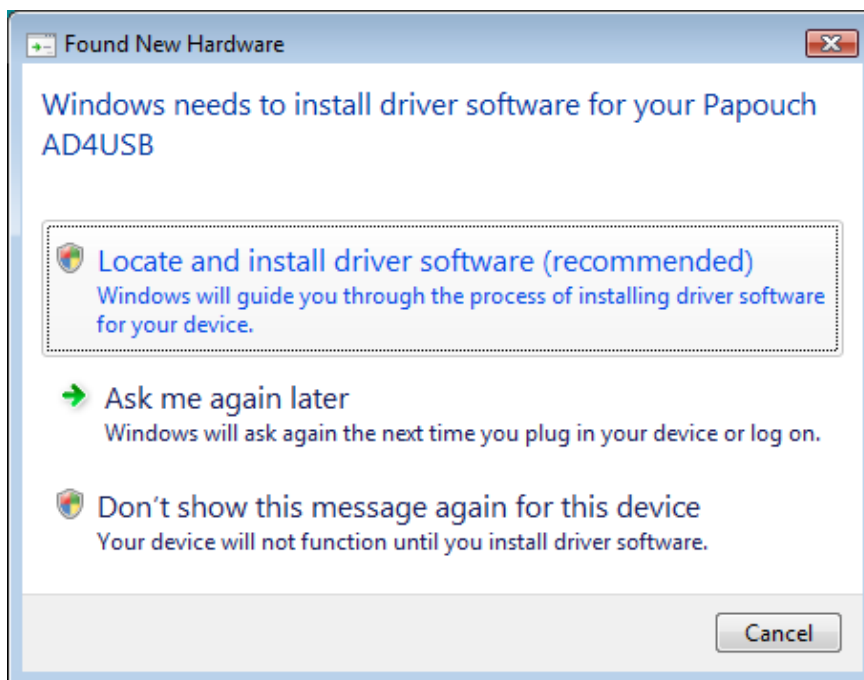 Found New Hardware
Windows needs to install driver software for your Papouch
AD4USB
Locate and install driver software (recommended)
Windows will guide you through the process of installing driver software
for your device.
Ask me again later
Windows will ask again the next time you plug in your device or log on.
Don't show this message again for this device
Your device will not function until you install driver software.
Cancel